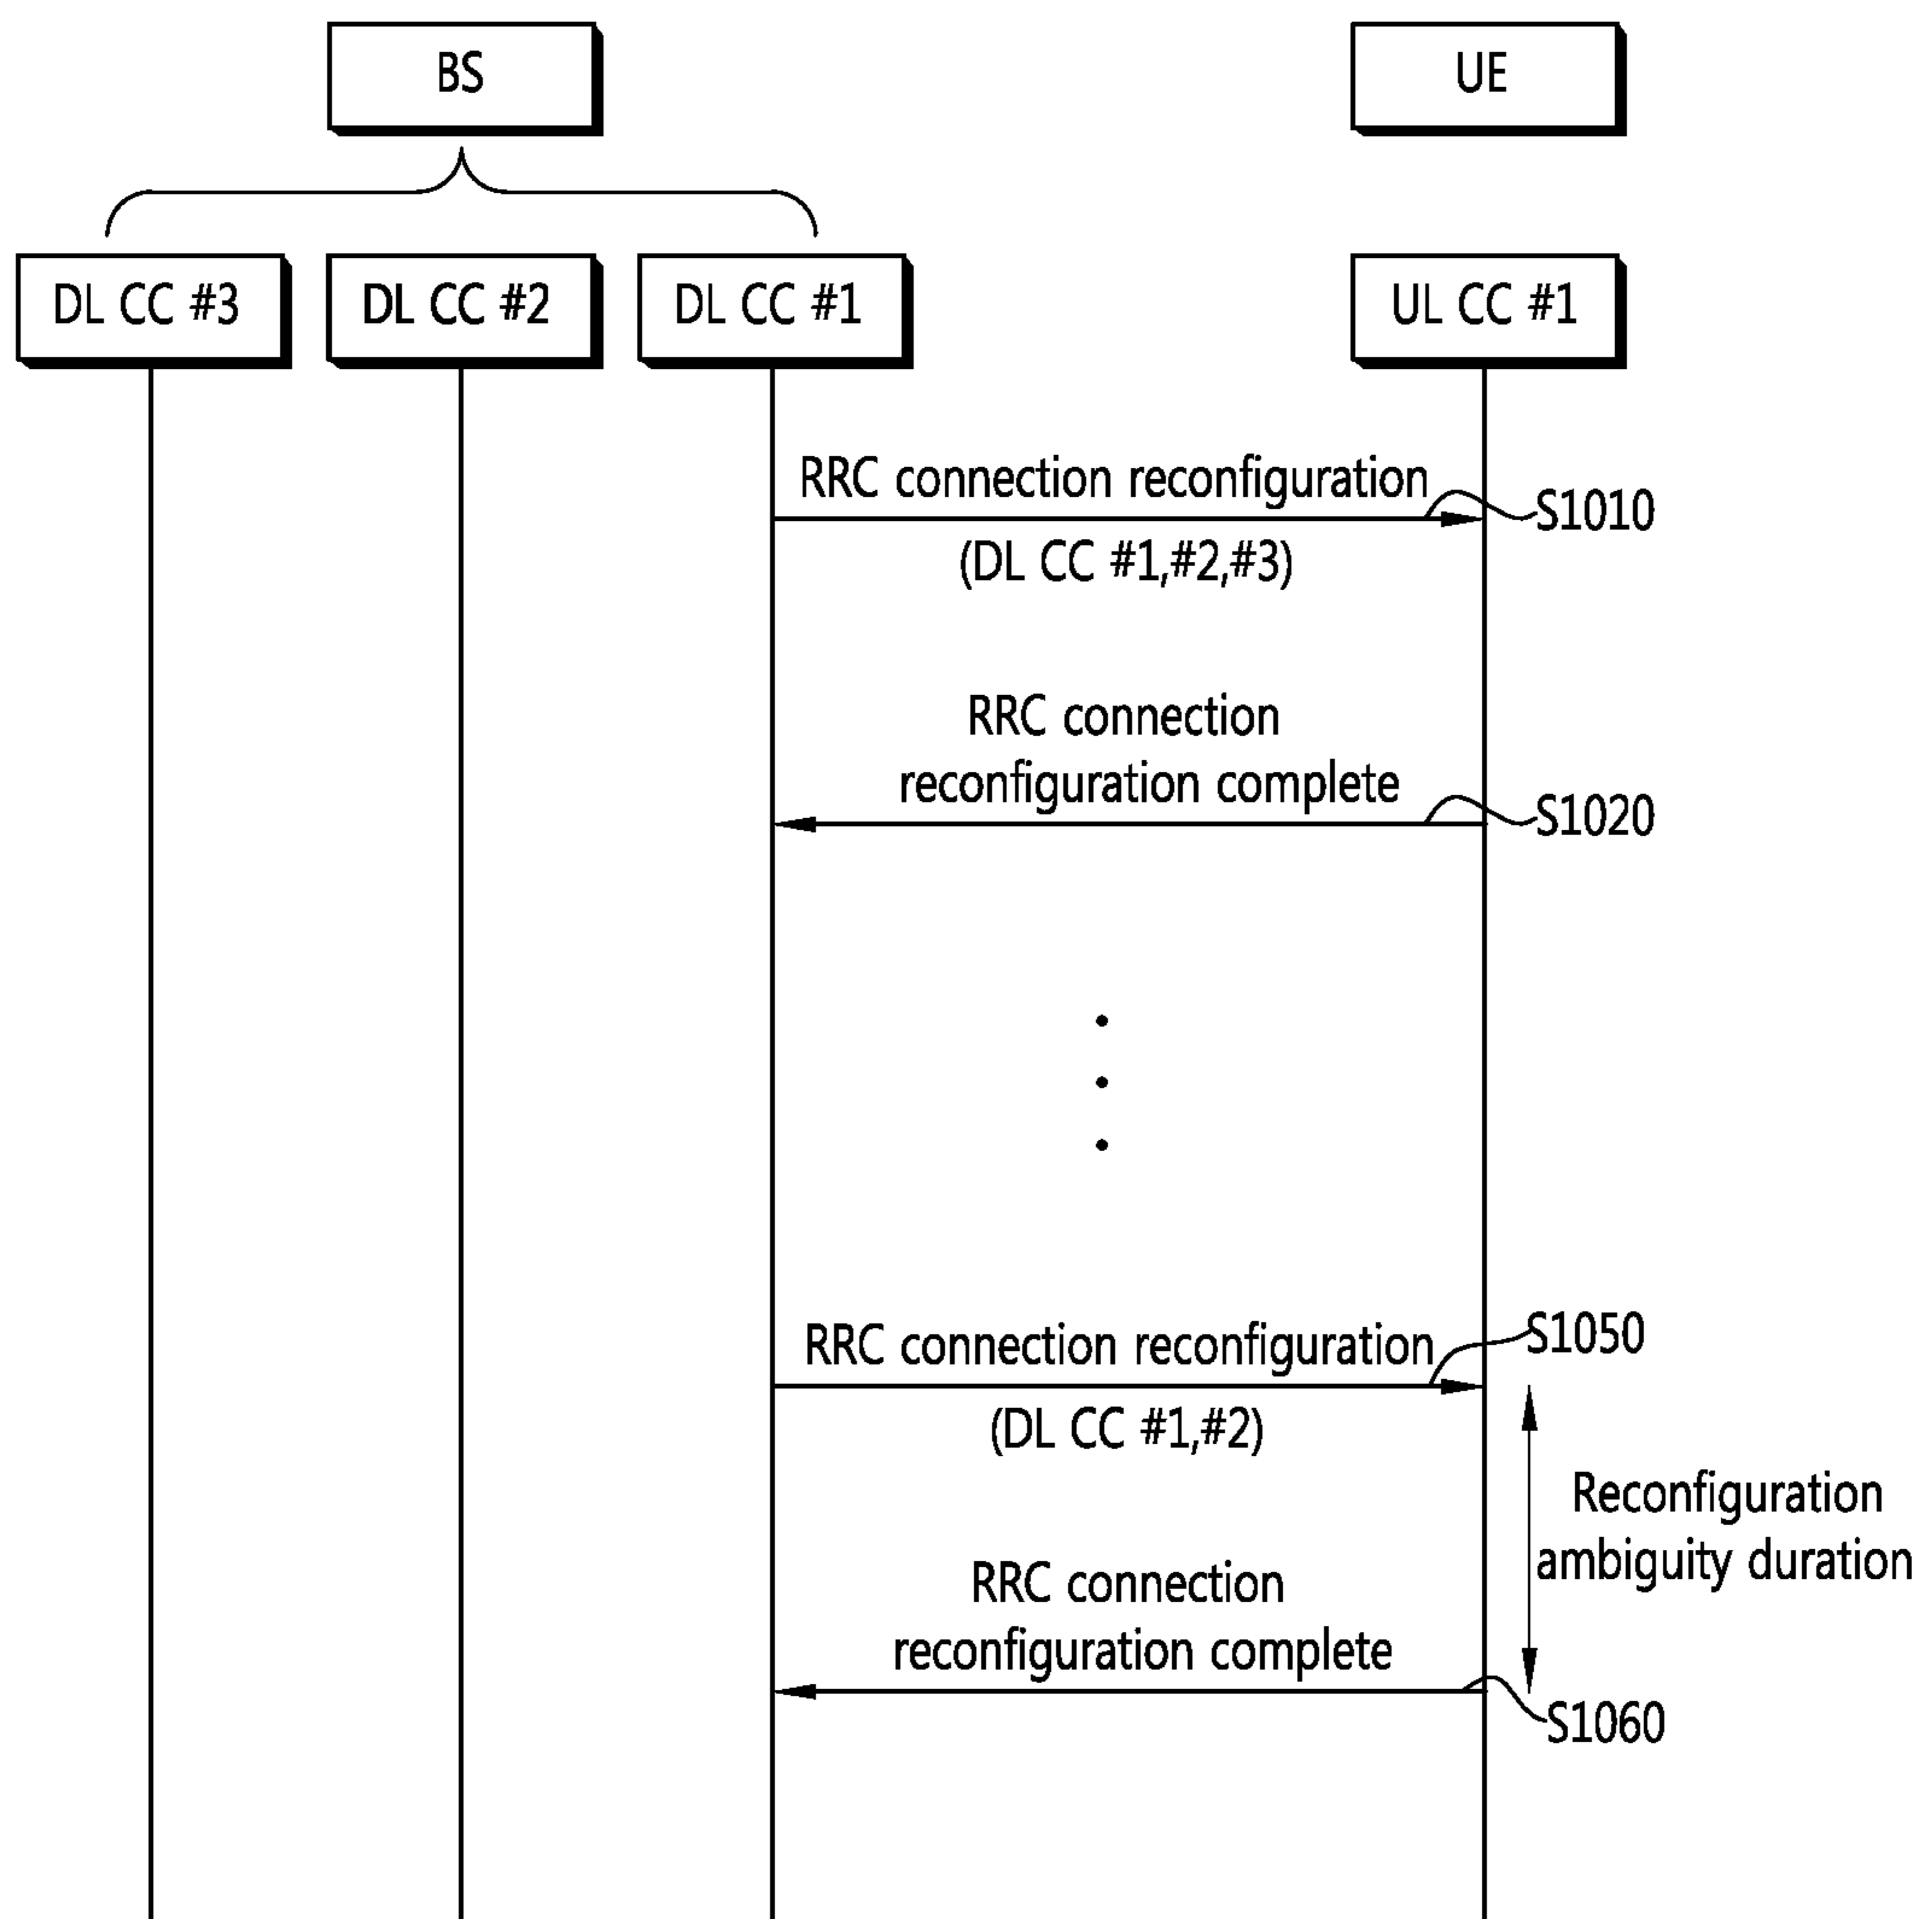 BS
UE
DL CC #3
DL CC #2
DL CC #1
UL CC #1
RRC connection reconfiguration
S1010
(DL CC #1,#2,#3)
RRC connection
reconfiguration complete
S1020
RRC connection reconfiguration
S1050
(DL CC #1,#2)
Reconfiguration
ambiguity duration
RRC connection
reconfiguration complete
S1060